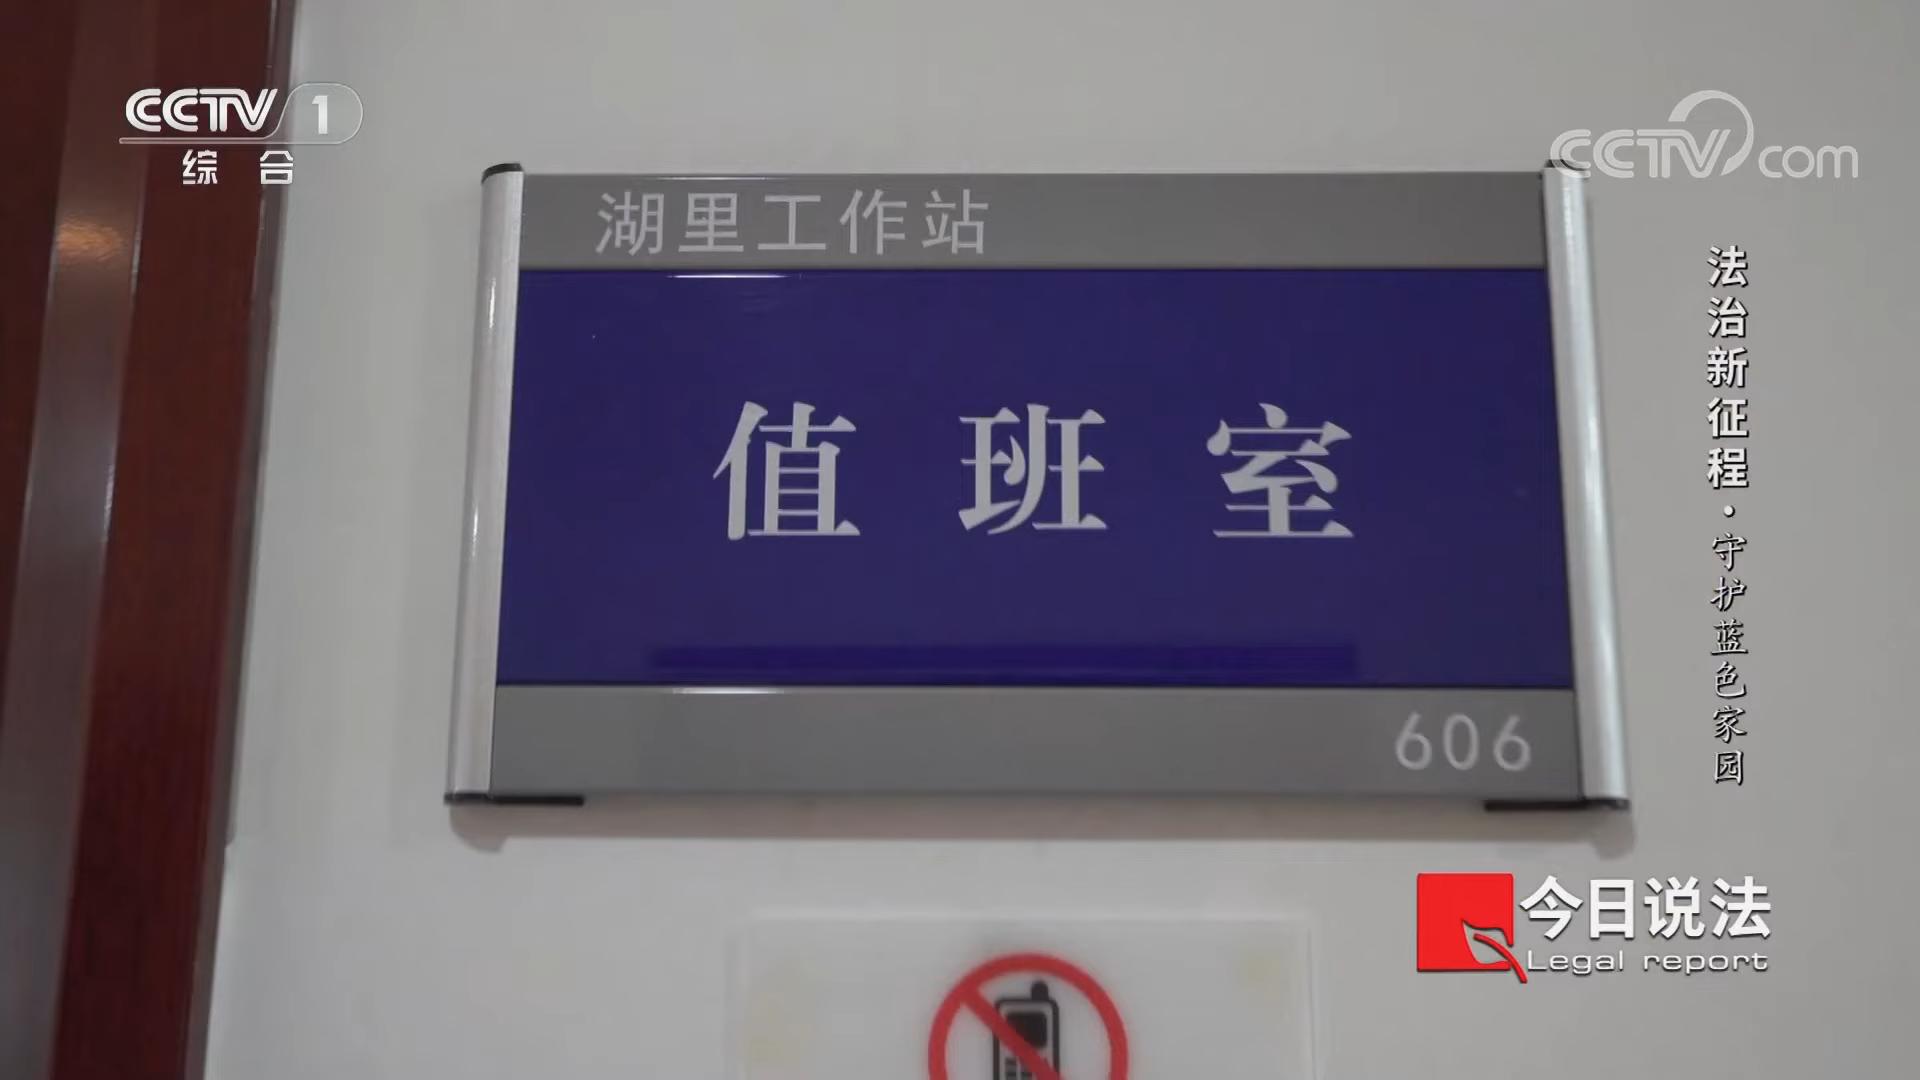 CCTV 1
综合
CCTV com
湖里工作站
值班室
606
法治新征程·守护蓝色家园
今日说法
Legal report